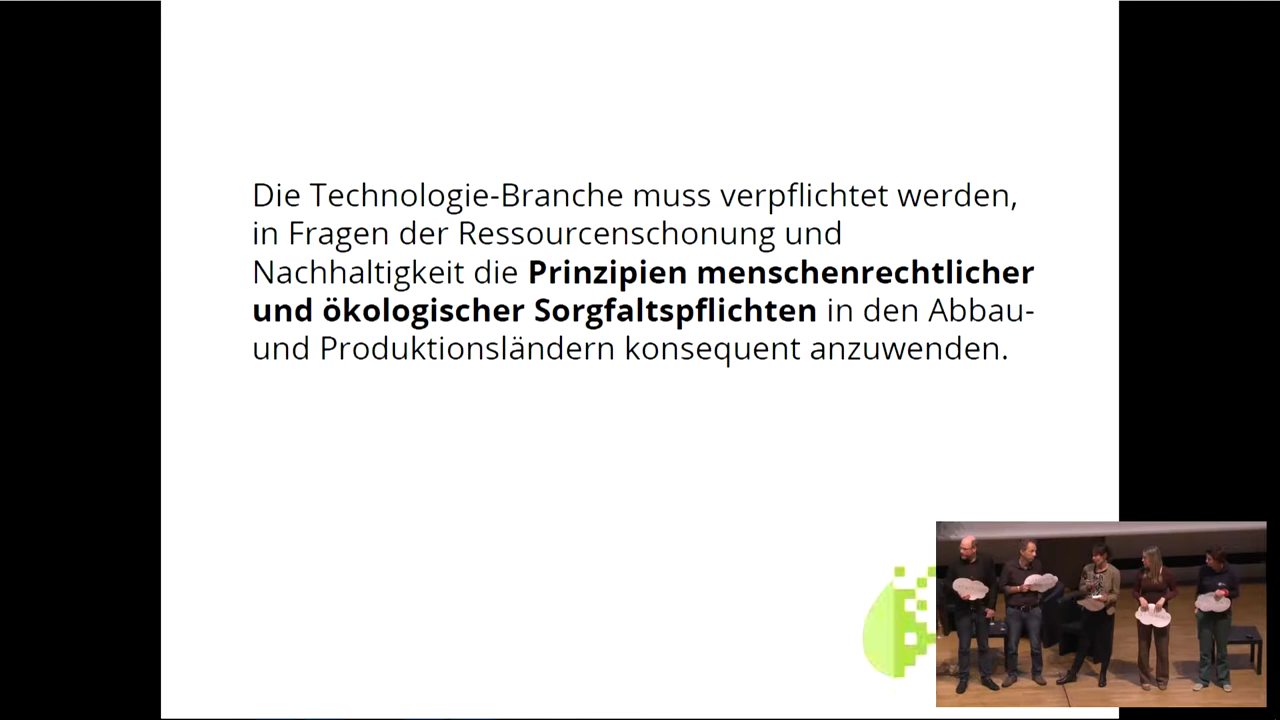 Die Technologie-Branche muss verpflichtet werden,
in Fragen der Ressourcenschonung und
Nachhaltigkeit die Prinzipien menschenrechtlicher
und ökologischer Sorgfaltspflichten in den Abbau-
und Produktionsländern konsequent anzuwenden.